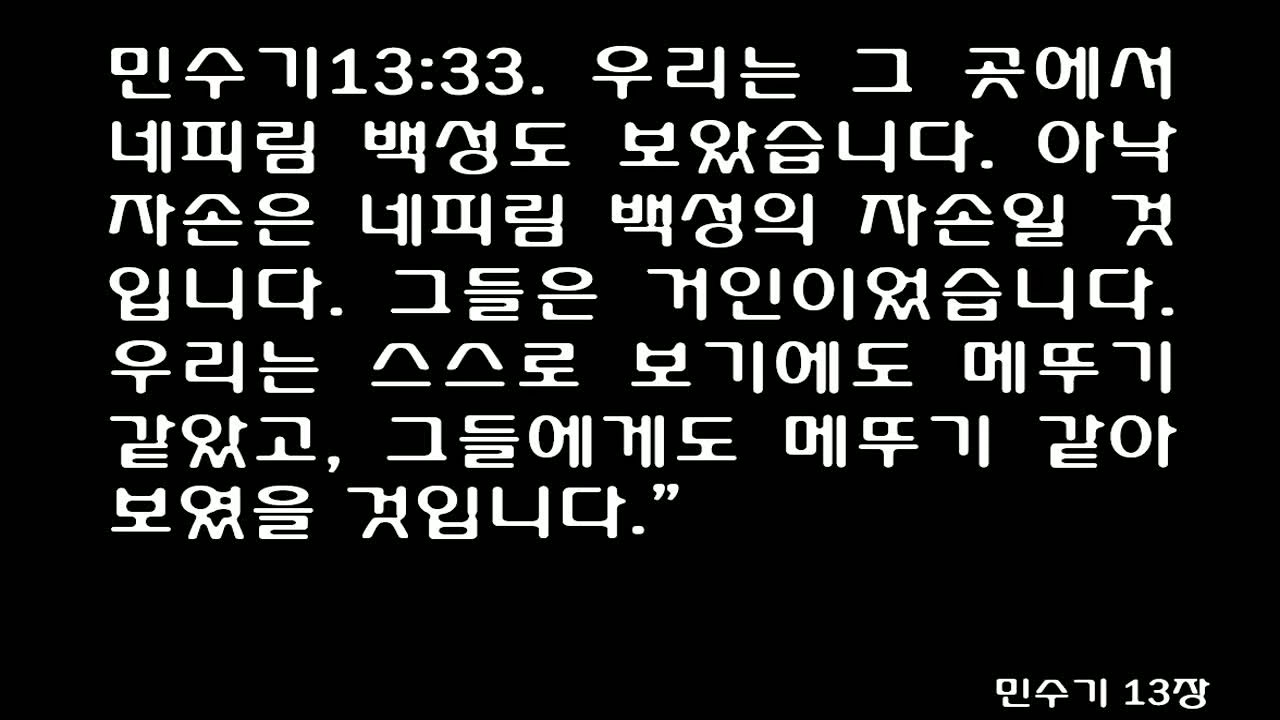 민수기13:33. 우리는 그 곳에서
네피림 백성도 보았습니다. 아낙
자손은 네피림 백성의 자손일 것
입니다. 그들은 거인이었습니다.
우리는 스스로 보기에도 메뚜기
같았고, 그들에게도 메뚜기 같아
보였을 것입니다.”
민수기 13장